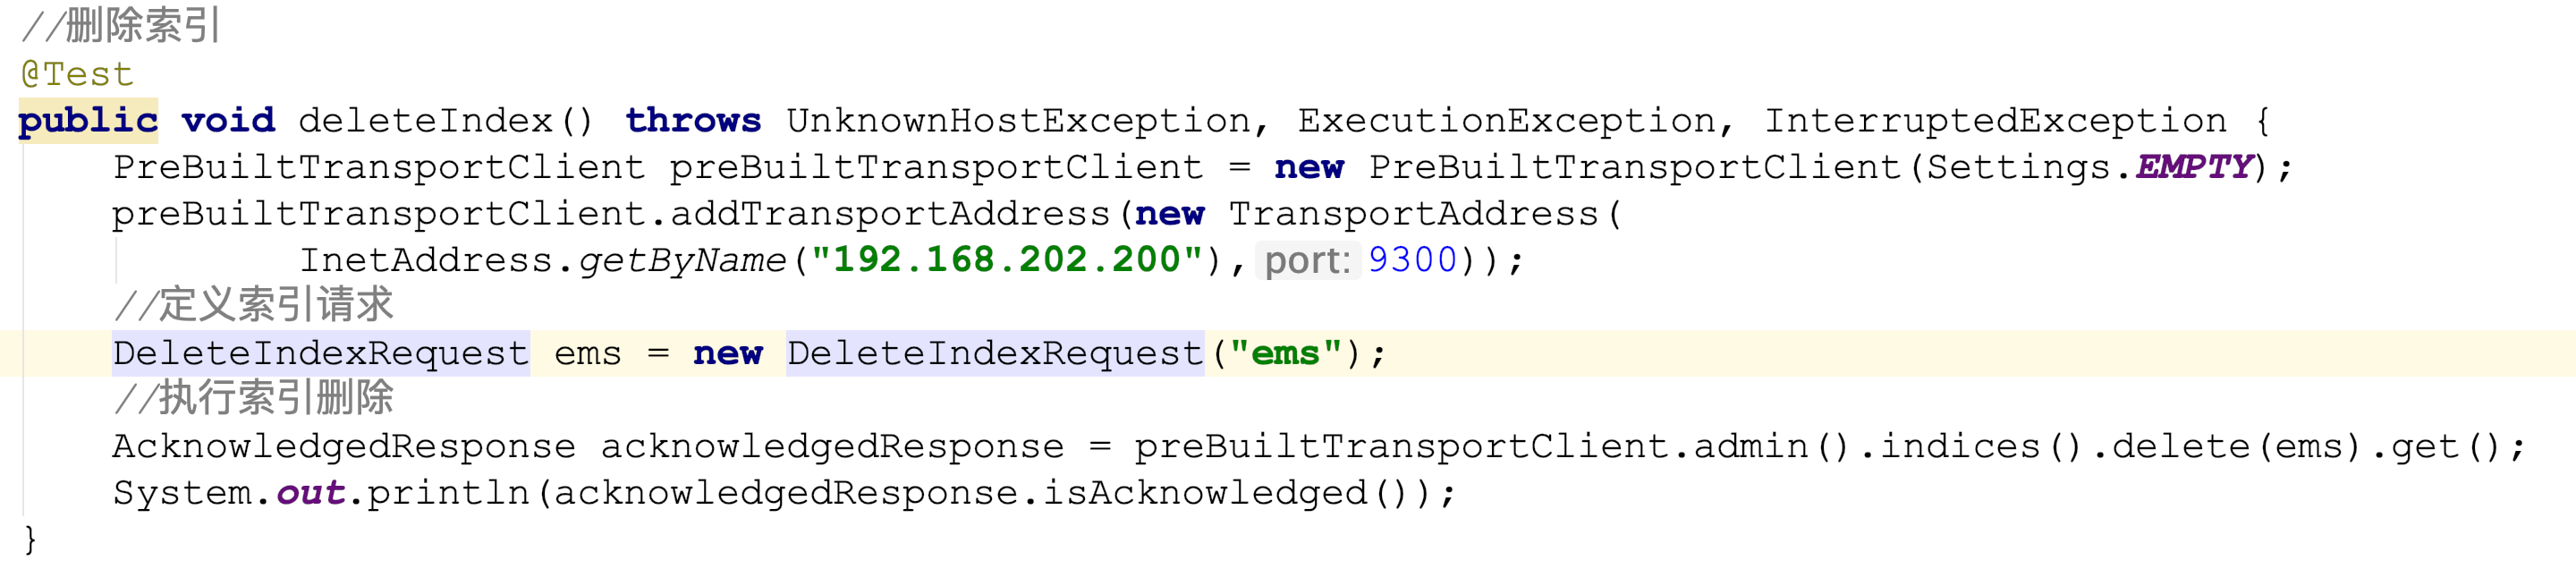 //删除索引
@Test
public void deleteIndex() throws UnknownHostException, ExecutionException, InterruptedException {
    PreBuiltTransportClient preBuiltTransportClient = new PreBuiltTransportClient(Settings.EMPTY);
    preBuiltTransportClient.addTransportAddress(new TransportAddress(
            InetAddress.getByName("192.168.202.200"), port: 9300));
    //定义索引请求
    DeleteIndexRequest ems = new DeleteIndexRequest("ems");
    //执行索引删除
    AcknowledgedResponse acknowledgedResponse = preBuiltTransportClient.admin().indices().delete(ems).get();
    System.out.println(acknowledgedResponse.isAcknowledged());
}